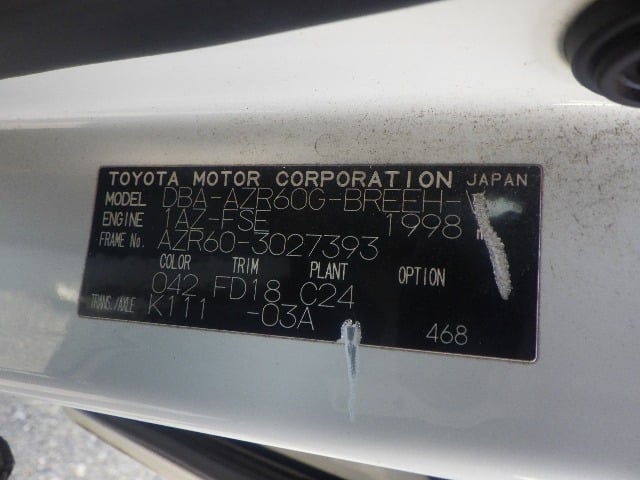 TOYOTA MOTOR CORPORATION JAPAN
MODEL DBA-AZR60G-BREEH-
ENGINE 1AZ-FSE 1998
FRAME No. AZR60-3027393
COLOR TRIM PLANT OPTION
042 FD18 C24
TRANS./AXLE K111 -03A
468